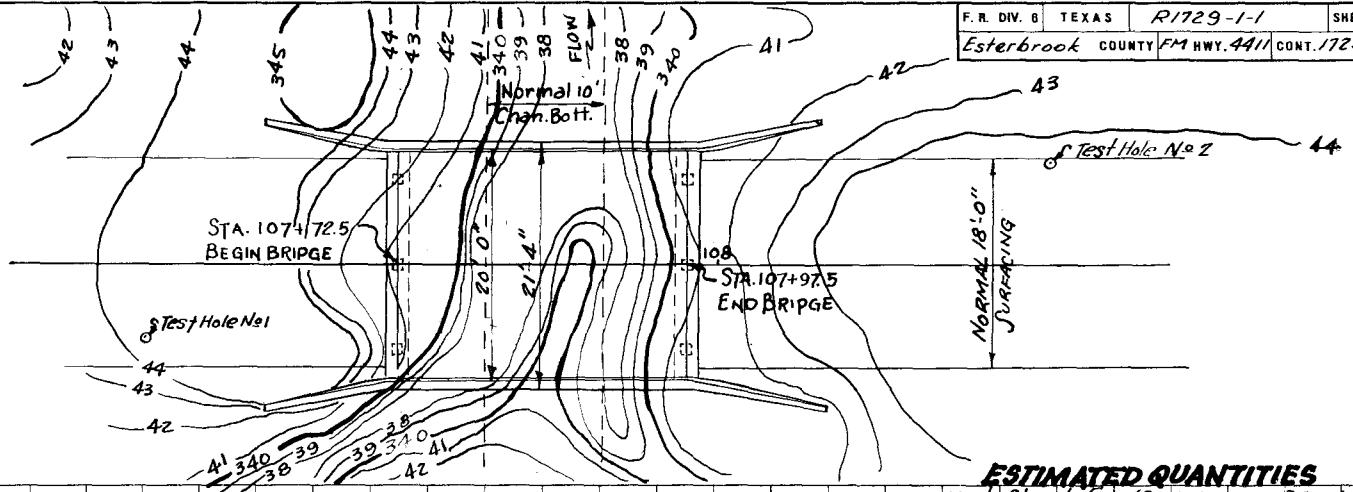 F. R. DIV. 6 TEXAS R1729-1-1
Esterbrook COUNTY FM HWY. 4411 CONT. 172
42
43
44
345
44
43
42
41
340
39
38
FLOW
38
39
340
41
42
43
44
Normal 10'
Chan. Bott.
Test Hole No 2
STA. 107+72.5
BEGIN BRIDGE
20'-0"
21'-4"
108
STA. 107+97.5
END BRIDGE
NORMAL 18'-0"
SURFACING
Test Hole No 1
44
43
42
41
340
38
39
38
39
340
41
42
ESTIMATED QUANTITIES